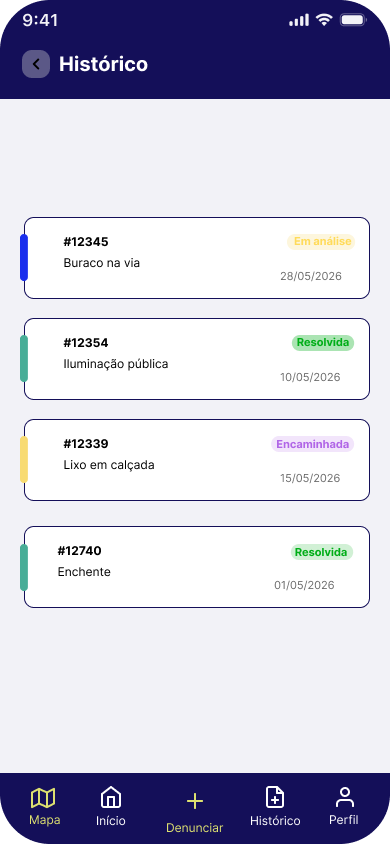 9:41
Histórico
#12345
Em análise
Buraco na via
28/05/2026
#12354
Resolvida
Iluminação pública
10/05/2026
#12339
Encaminhada
Lixo em calçada
15/05/2026
#12740
Resolvida
Enchente
01/05/2026
Mapa
Início
Denunciar
Histórico
Perfil